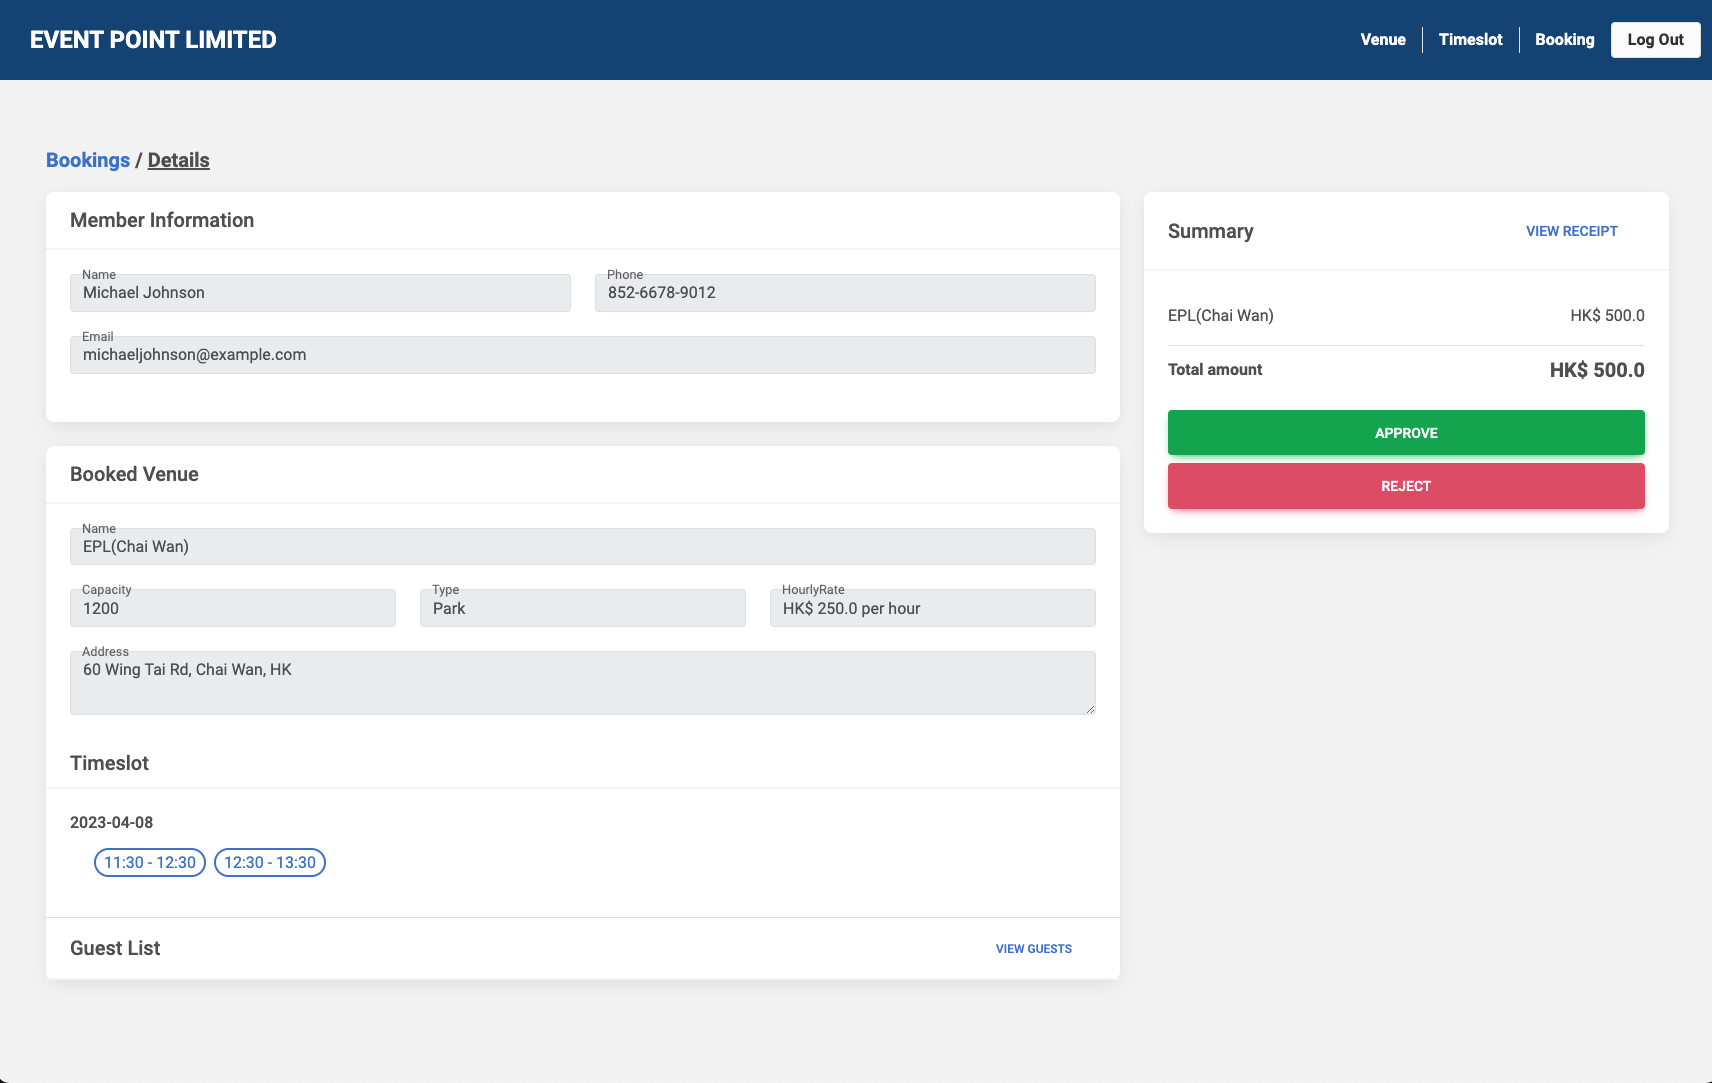 EVENT POINT LIMITED
Venue
Timeslot
Booking
Log Out
Bookings / Details
Member Information
Name
Michael Johnson
Phone
852-6678-9012
Email
michaeljohnson@example.com
Booked Venue
Name
EPL(Chai Wan)
Capacity
1200
Type
Park
HourlyRate
HK$ 250.0 per hour
Address
60 Wing Tai Rd, Chai Wan, HK
Timeslot
2023-04-08
11:30 - 12:30
12:30 - 13:30
Guest List
VIEW GUESTS
Summary
VIEW RECEIPT
EPL(Chai Wan)
HK$ 500.0
Total amount
HK$ 500.0
APPROVE
REJECT